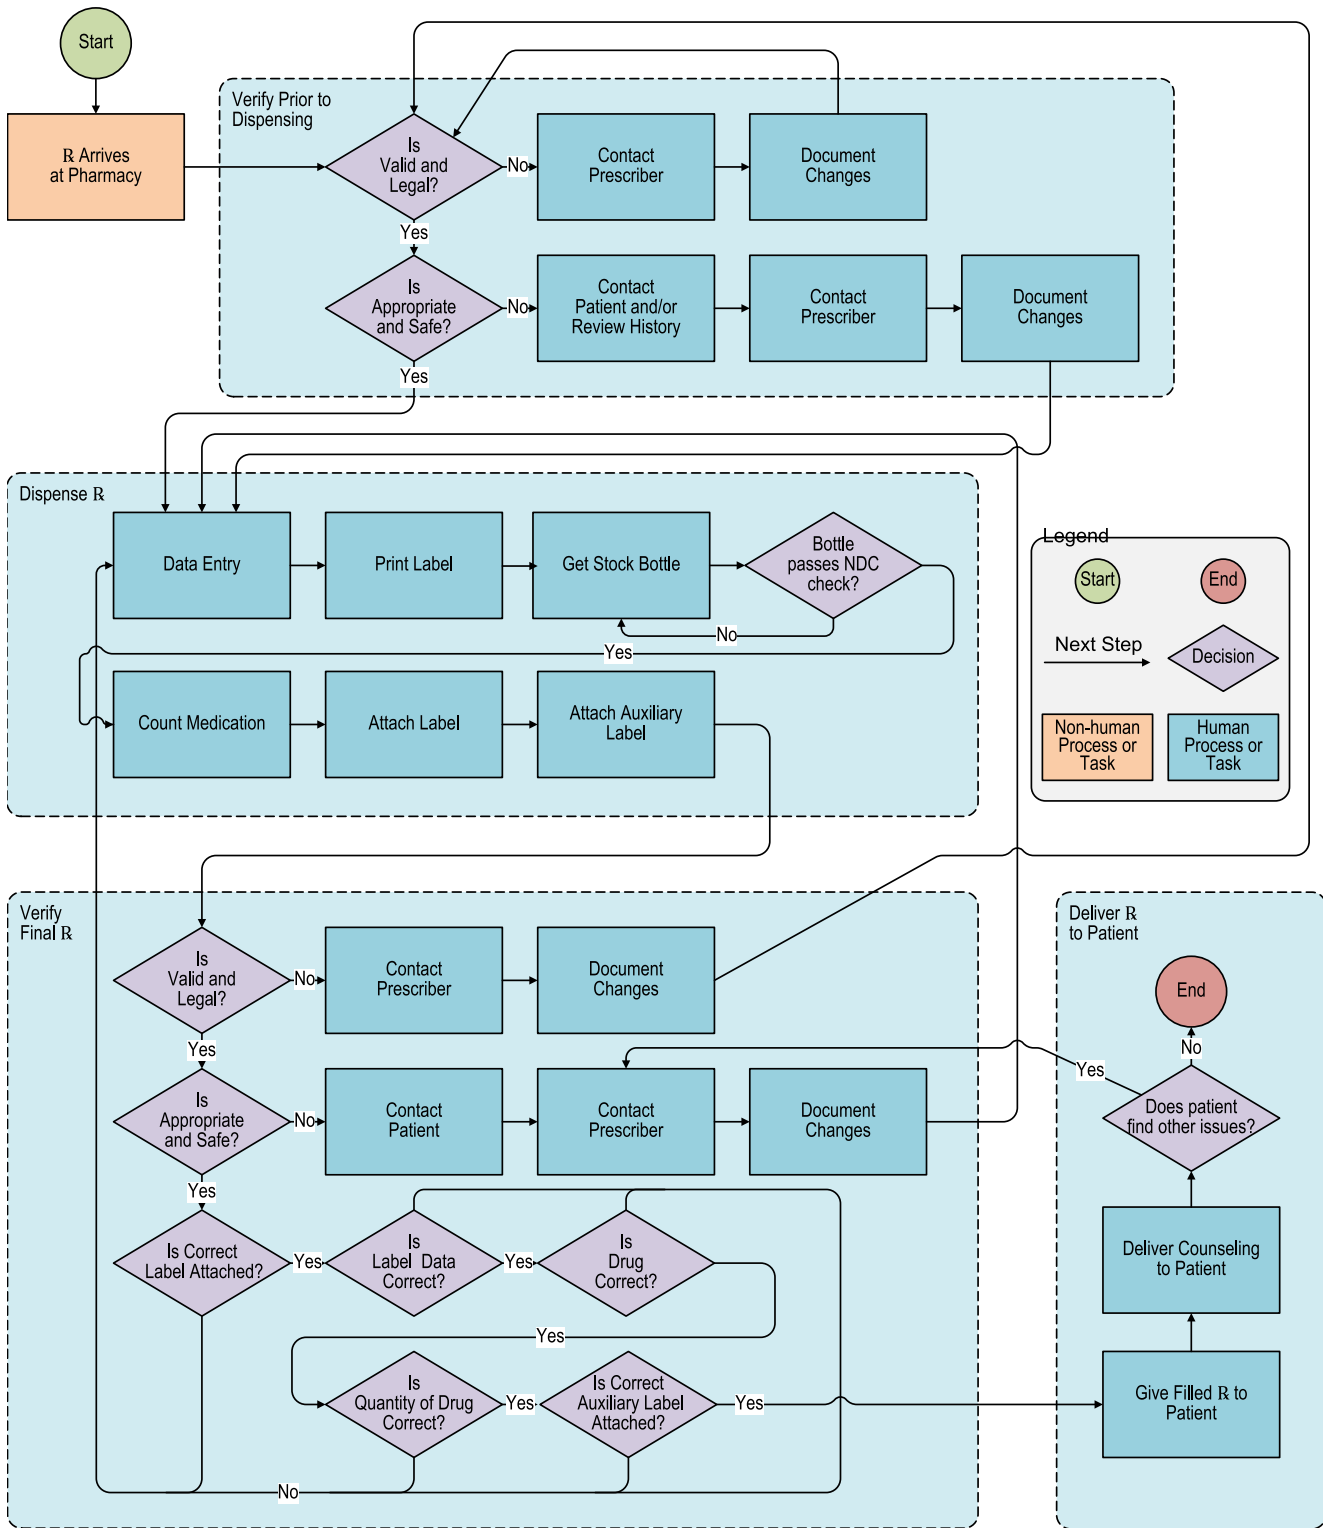 Start
℞ Arrives
at Pharmacy
Verify Prior to
Dispensing
Is
Valid and
Legal?
No
Contact
Prescriber
Document
Changes
Yes
Is
Appropriate
and Safe?
No
Contact
Patient and/or
Review History
Contact
Prescriber
Document
Changes
Yes
Dispense ℞
Data Entry
Print Label
Get Stock Bottle
Bottle
passes NDC
check?
No
Yes
Count Medication
Attach Label
Attach Auxiliary
Label
Legend
Start
End
Next Step
Decision
Non-human
Process or
Task
Human
Process or
Task
Verify
Final ℞
Is
Valid and
Legal?
No
Contact
Prescriber
Document
Changes
Yes
Is
Appropriate
and Safe?
No
Contact
Patient
Contact
Prescriber
Document
Changes
Yes
Is Correct
Label Attached?
Yes
Is
Label Data
Correct?
Yes
Is
Drug
Correct?
Yes
Is
Quantity of Drug
Correct?
Yes
Is Correct
Auxiliary Label
Attached?
Yes
No
Deliver ℞
to Patient
End
No
Yes
Does patient
find other issues?
Deliver Counseling
to Patient
Give Filled ℞ to
Patient